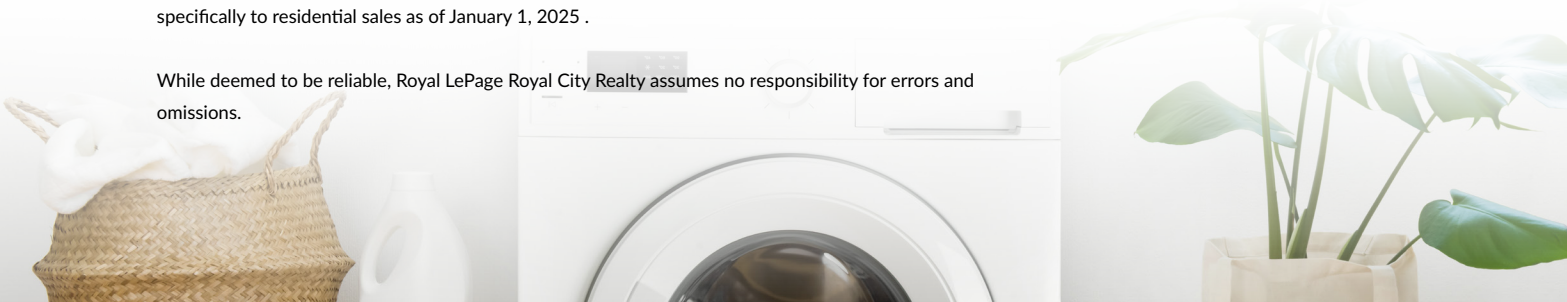 specifically to residential sales as of January 1, 2025 .
While deemed to be reliable, Royal LePage Royal City Realty assumes no responsibility for errors and
omissions.